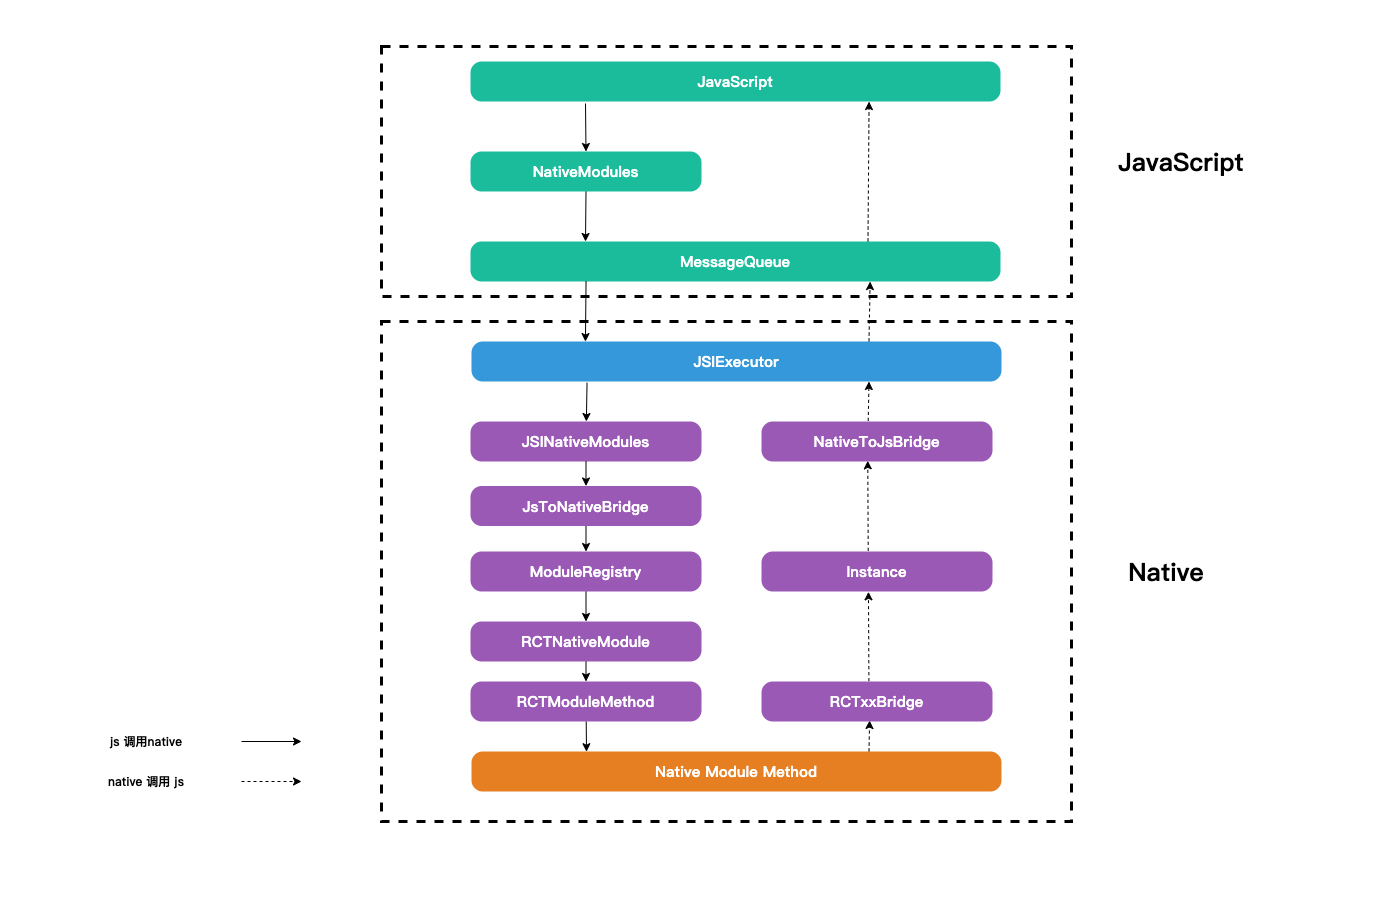 JavaScript
NativeModules
JavaScript
MessageQueue
JSIExecutor
JSINativeModules
NativeToJsBridge
JsToNativeBridge
ModuleRegistry
Instance
Native
RCTNativeModule
RCTModuleMethod
RCTxxBridge
js 调用native
Native Module Method
native 调用 js